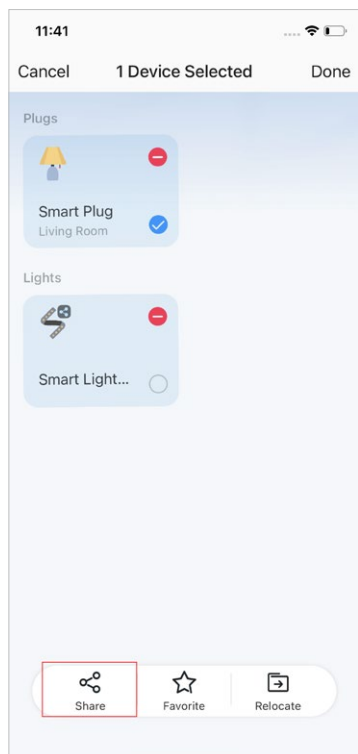 11:41
Cancel 1 Device Selected Done
Plugs
Smart Plug
Living Room
Lights
Smart Light...
Share Favorite Relocate